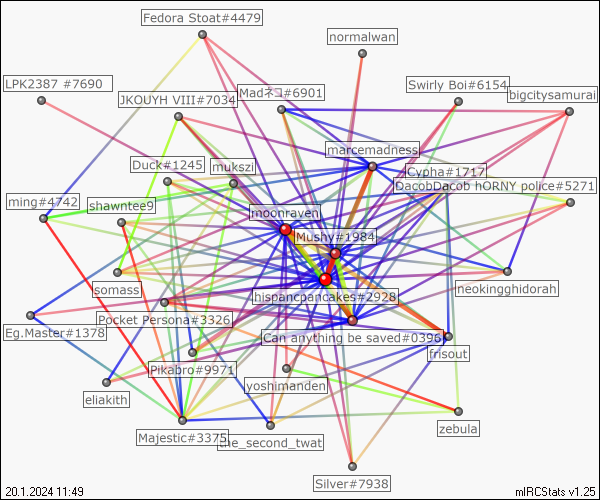 Fedora Stoat#4479
normalwan
LPK2387 #7690
Swirly Boi#6154
Madネコ#6901
bigcitysamurai
JKOUYH VIII#7034
marcemadness
Duck#1245
mukszi
Cypha#1717
DacobDacob HORNY police#5271
ming#4742
shawntee9
moonraven
Mushy#1984
somass
hispancpancakes#2928
neokingghidorah
Pocket Persona#3326
Eg.Master#1378
Can anything be saved#0396
frisout
Pikabro#9971
yoshimanden
eliakith
zebula
Majestic#3375
the_second_twat
Silver#7938
20.1.2024 11:49
mIRCStats v1.25